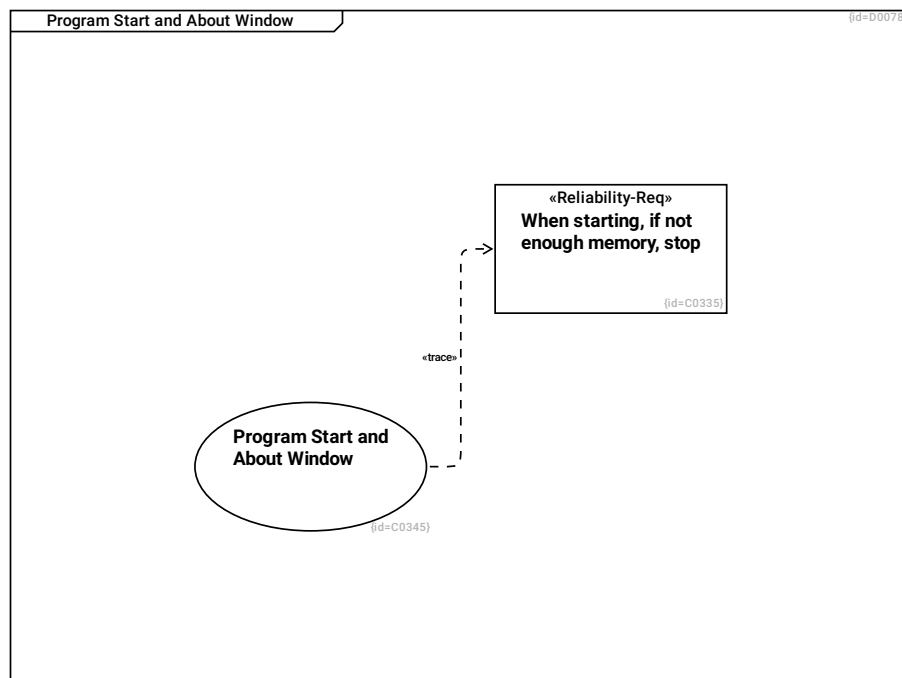 Program Start and About Window
{id=D0078
«Reliability-Req»
When starting, if not
enough memory, stop
{id=C0335}
«trace»
Program Start and
About Window
{id=C0345}